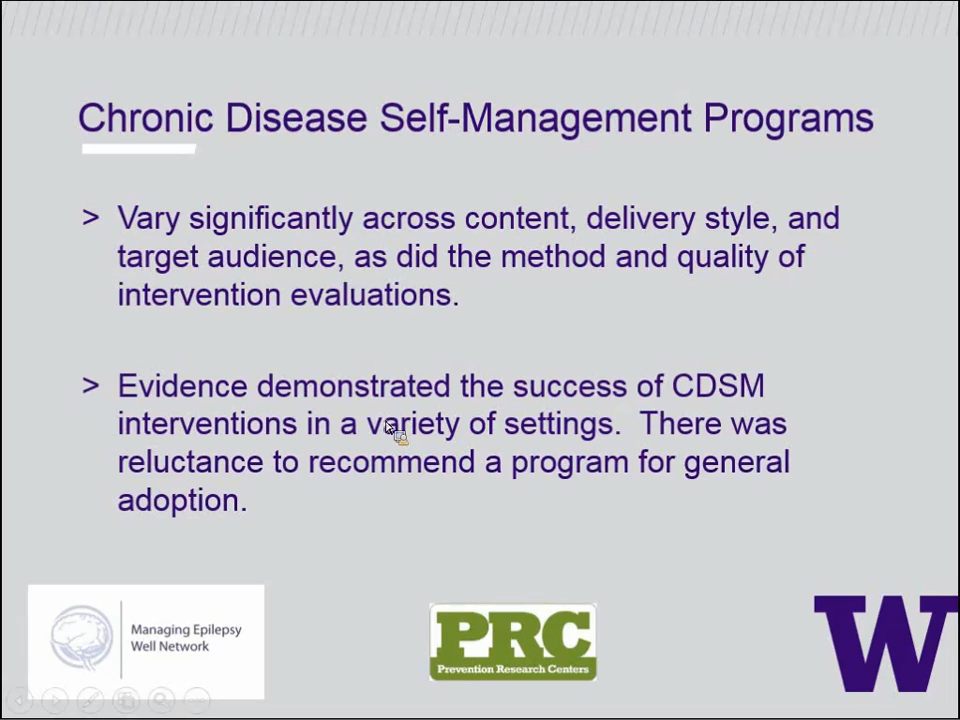 Chronic Disease Self-Management Programs
> Vary significantly across content, delivery style, and
target audience, as did the method and quality of
intervention evaluations.
> Evidence demonstrated the success of CDSM
interventions in a variety of settings.  There was
reluctance to recommend a program for general
adoption.
Managing Epilepsy
Well Network
PRC
Prevention Research Centers
W